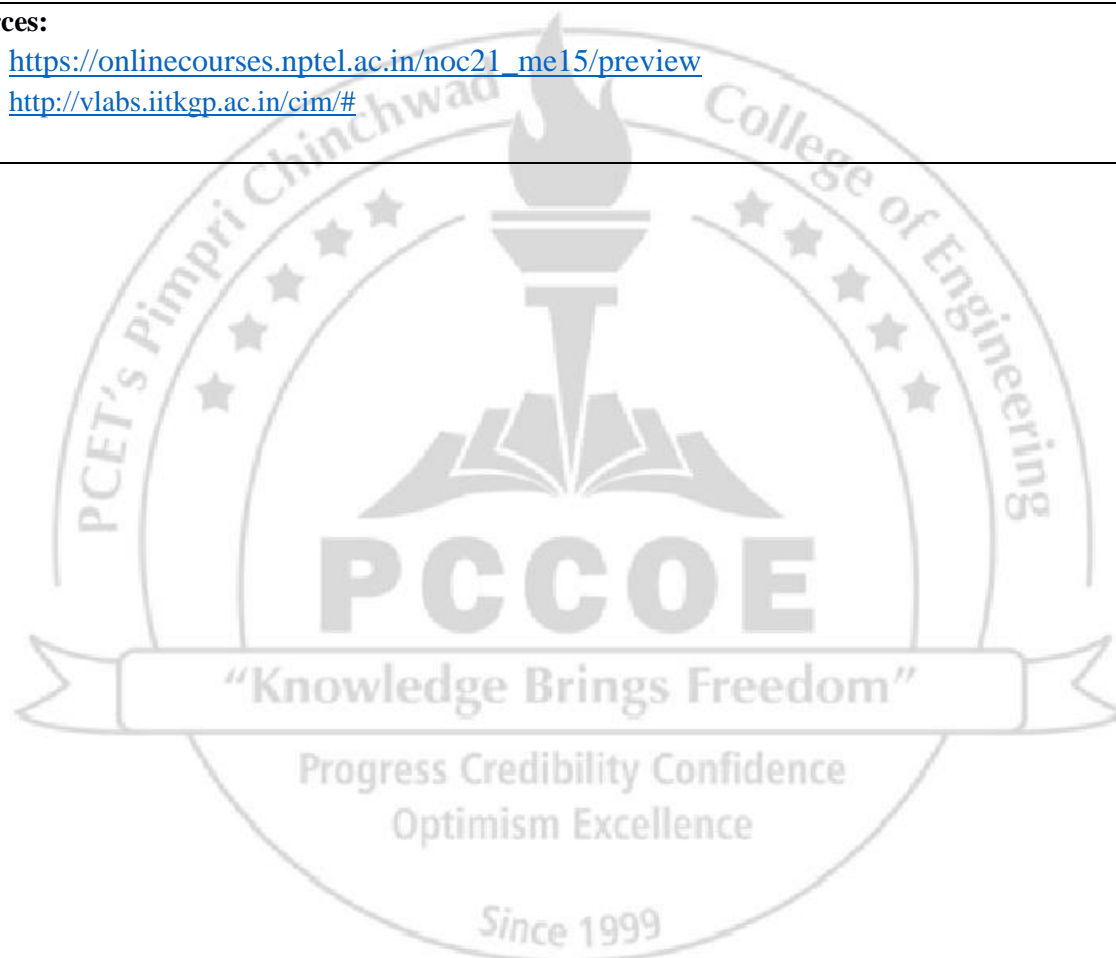 rces:
https://onlinecourses.nptel.ac.in/noc21_me15/preview
http://vlabs.iitkgp.ac.in/cim/#
PCET's Pimpri Chinchwad College of Engineering
PCCOE
"Knowledge Brings Freedom"
Progress Credibility Confidence
Optimism Excellence
Since 1999